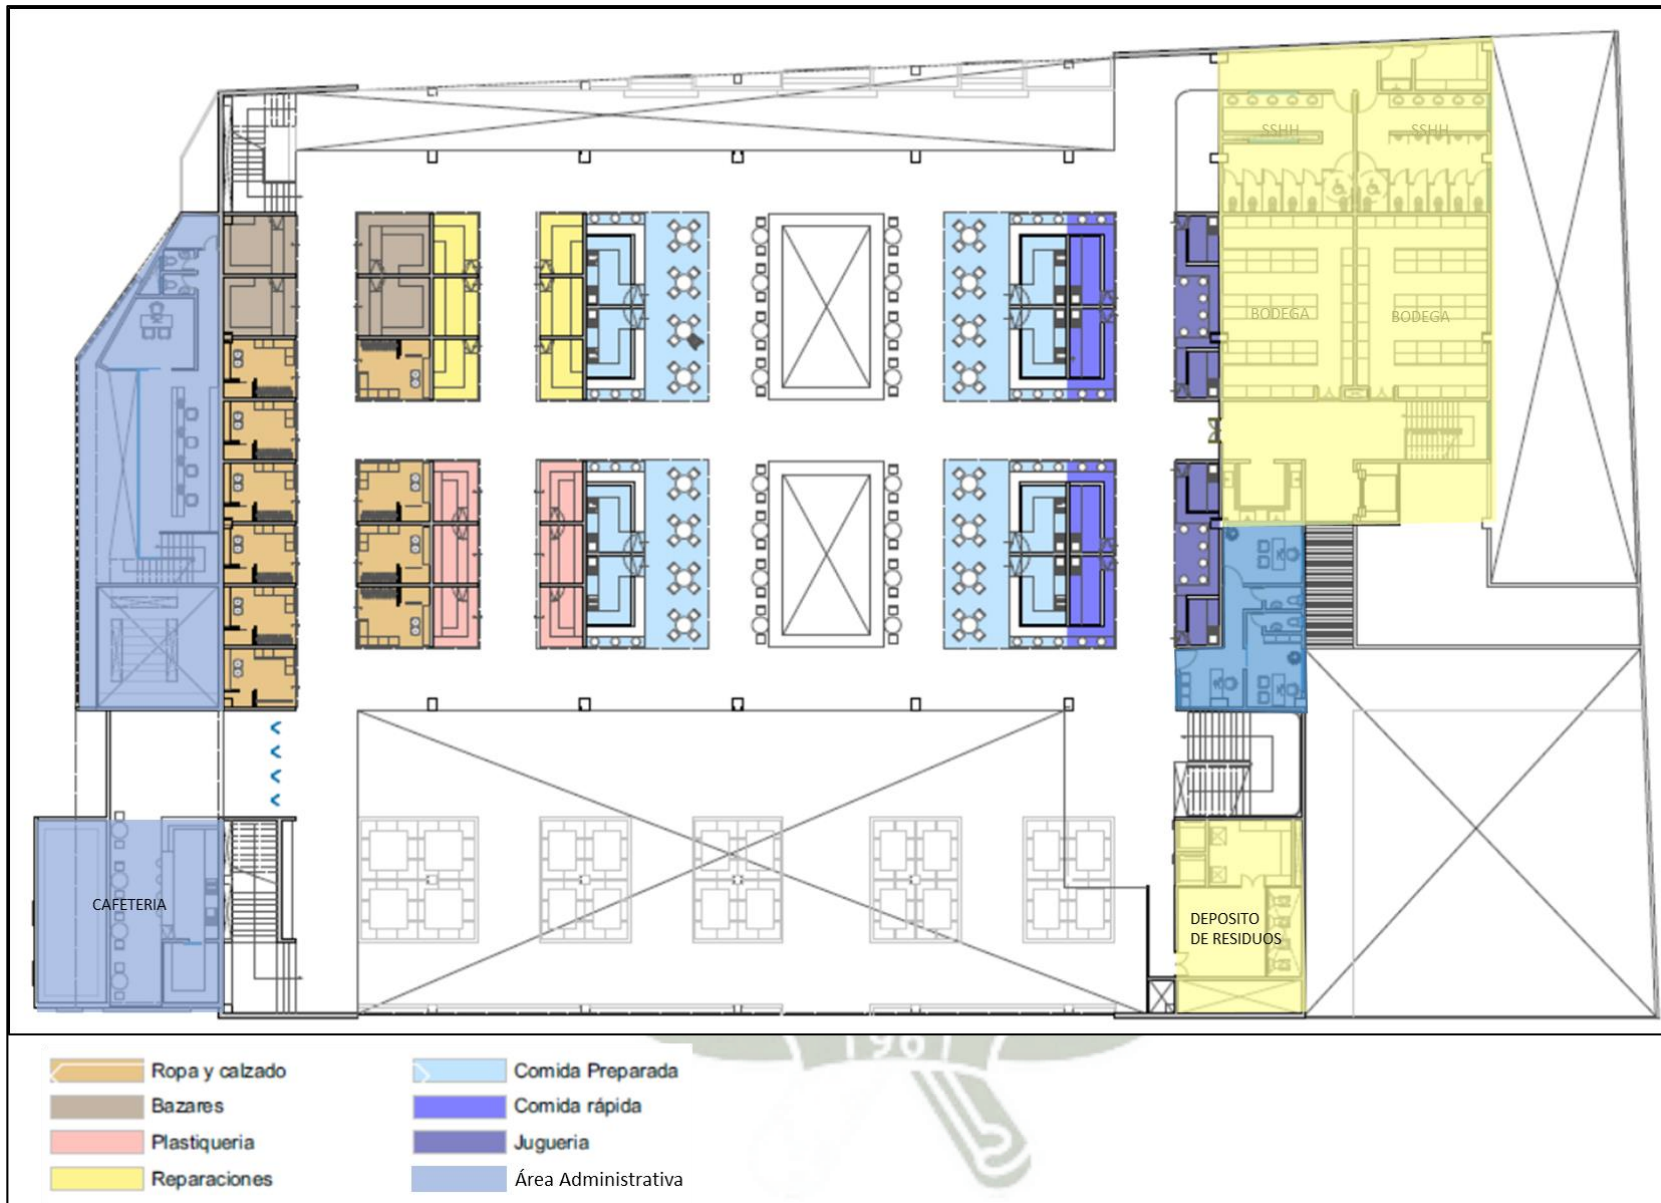 SSHH
SSHH
BODEGA
BODEGA
CAFETERIA
DEPOSITO
DE RESIDUOS
Ropa y calzado
Bazares
Plastiqueria
Reparaciones
Comida Preparada
Comida rápida
Jugueria
Área Administrativa